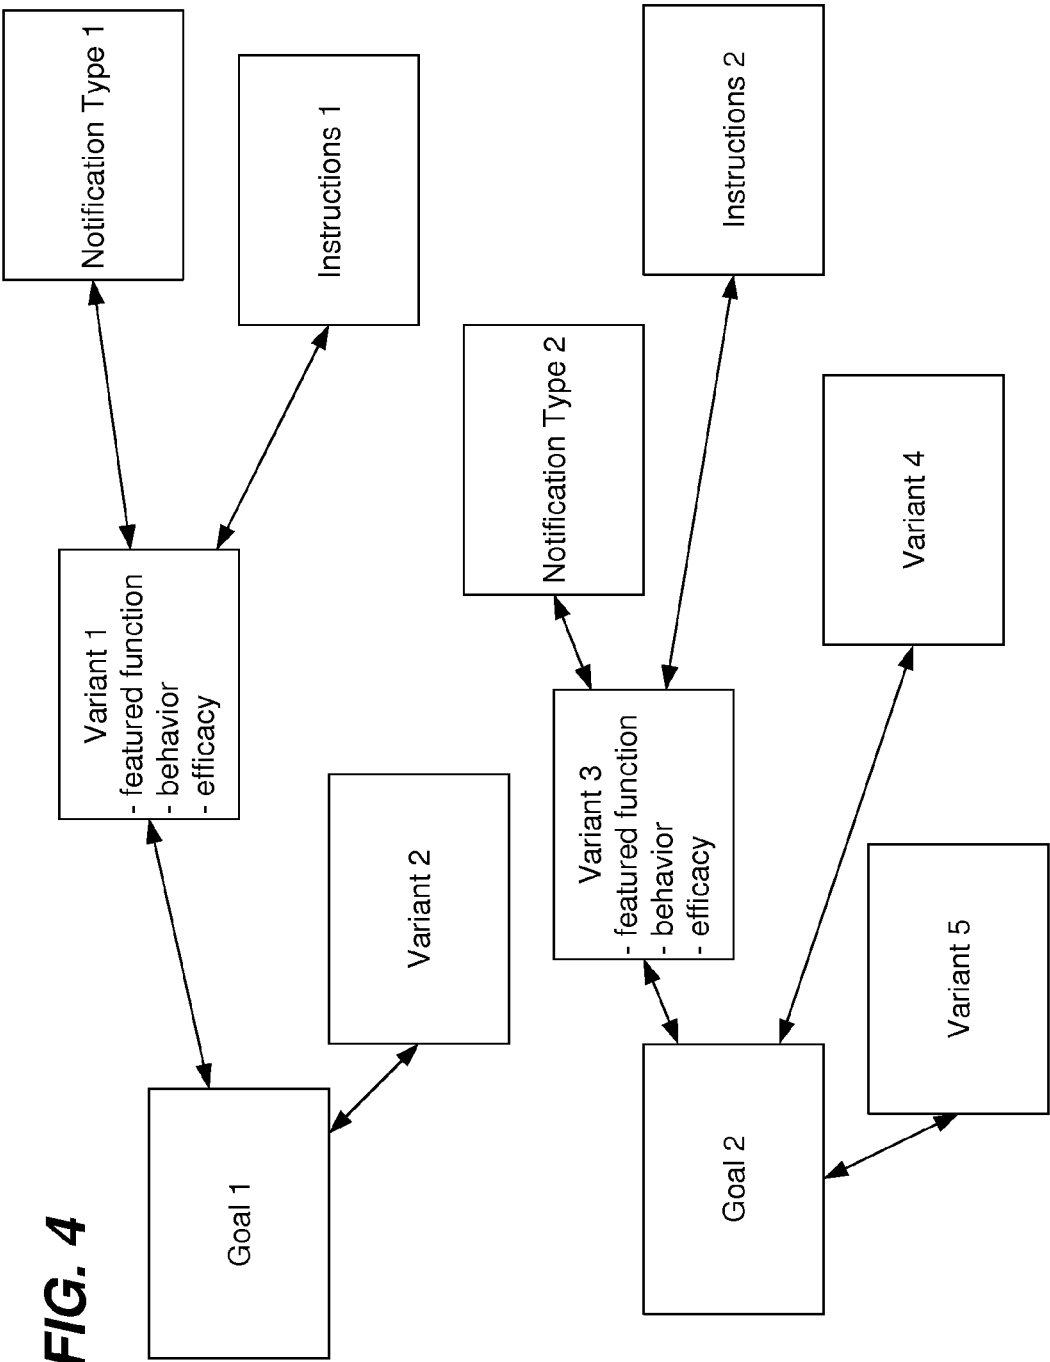 FIG. 4
Goal 1
Variant 1
- featured function
- behavior
- efficacy
Notification Type 1
Instructions 1
Variant 2
Goal 2
Variant 3
- featured function
- behavior
- efficacy
Notification Type 2
Instructions 2
Variant 4
Variant 5